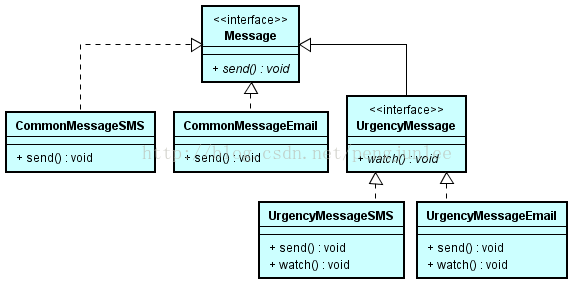 <<interface>>
Message
+ send() : void
CommonMessageSMS
+ send() : void
CommonMessageEmail
+ send() : void
<<interface>>
UrgencyMessage
+ watch() : void
http://blog.csdn.net/pengjunlee
UrgencyMessageSMS
+ send() : void
+ watch() : void
UrgencyMessageEmail
+ send() : void
+ watch() : void